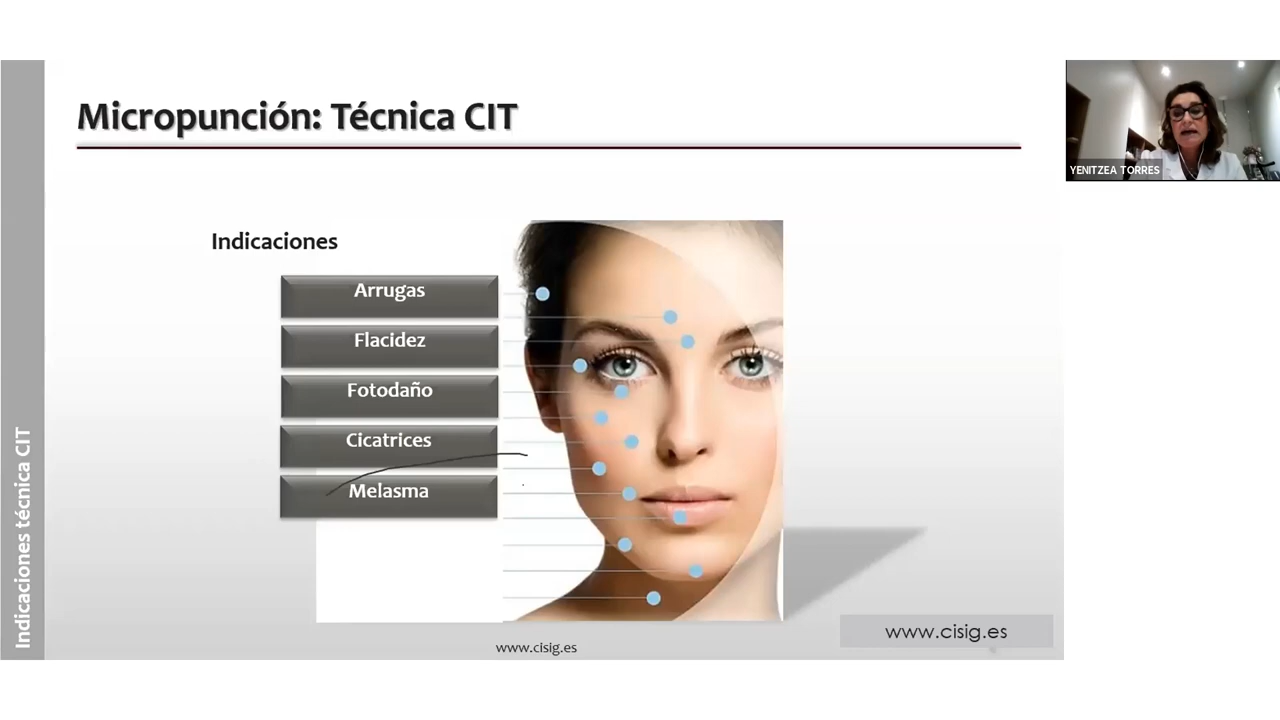 Micropunción: Técnica CIT
YENITZEA TORRES
Indicaciones
Arrugas
Flacidez
Fotodaño
Cicatrices
Melasma
Indicaciones técnica CIT
www.cisig.es
www.cisig.es